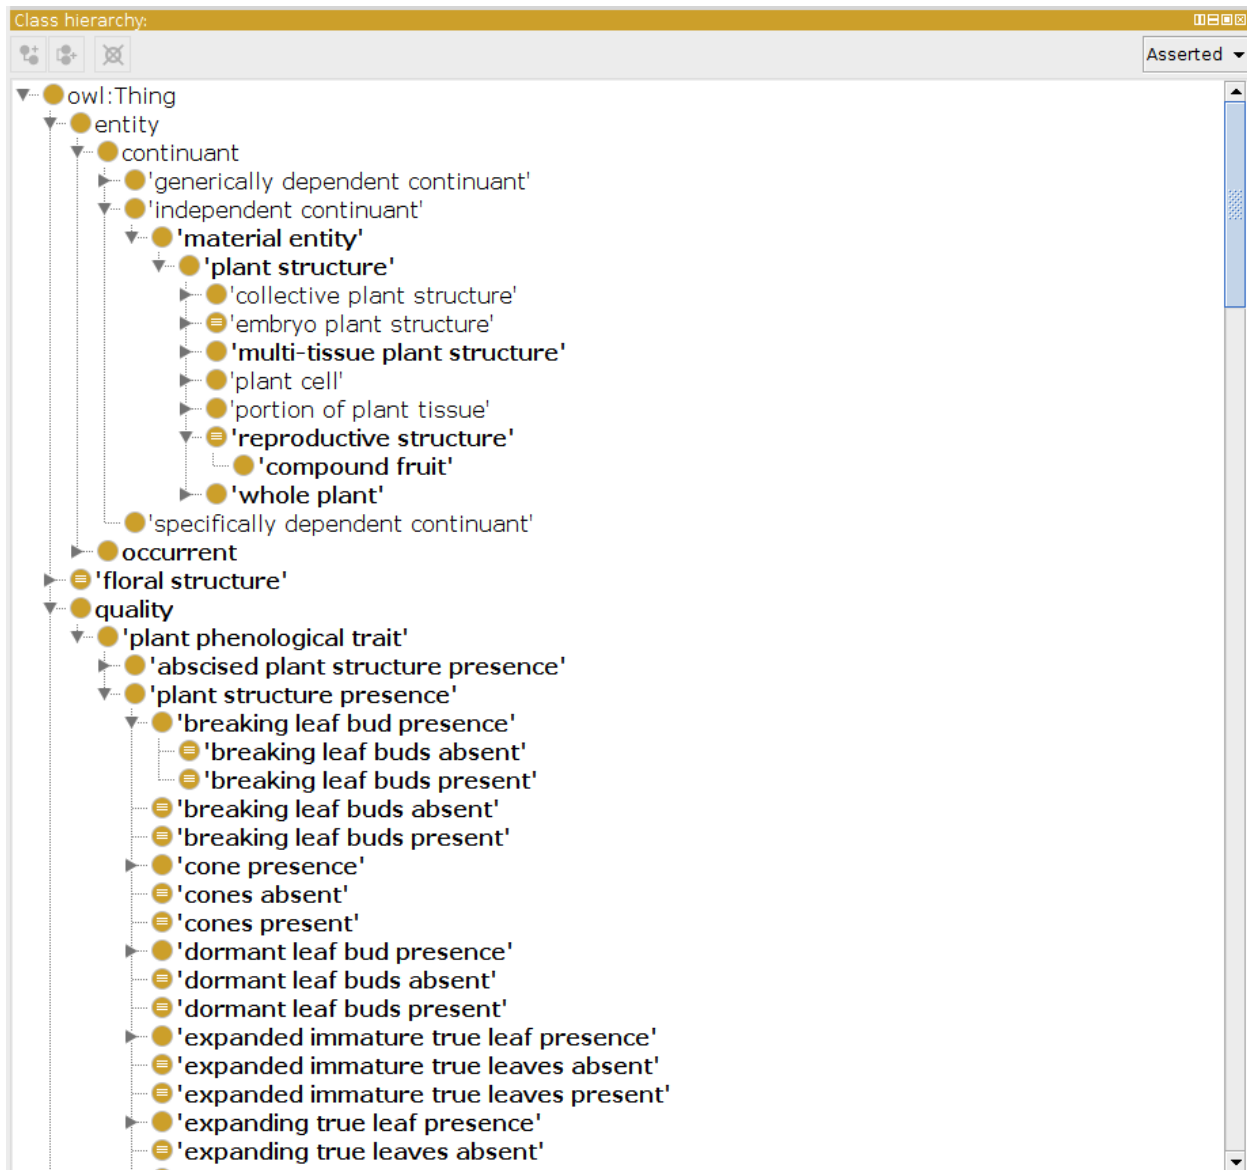 Class hierarchy:
Asserted
owl:Thing
entity
continuant
'generically dependent continuant'
'independent continuant'
'material entity'
'plant structure'
'collective plant structure'
'embryo plant structure'
'multi-tissue plant structure'
'plant cell'
'portion of plant tissue'
'reproductive structure'
'compound fruit'
'whole plant'
'specifically dependent continuant'
occurrent
'floral structure'
quality
'plant phenological trait'
'abscised plant structure presence'
'plant structure presence'
'breaking leaf bud presence'
'breaking leaf buds absent'
'breaking leaf buds present'
'breaking leaf buds absent'
'breaking leaf buds present'
'cone presence'
'cones absent'
'cones present'
'dormant leaf bud presence'
'dormant leaf buds absent'
'dormant leaf buds present'
'expanded immature true leaf presence'
'expanded immature true leaves absent'
'expanded immature true leaves present'
'expanding true leaf presence'
'expanding true leaves absent'